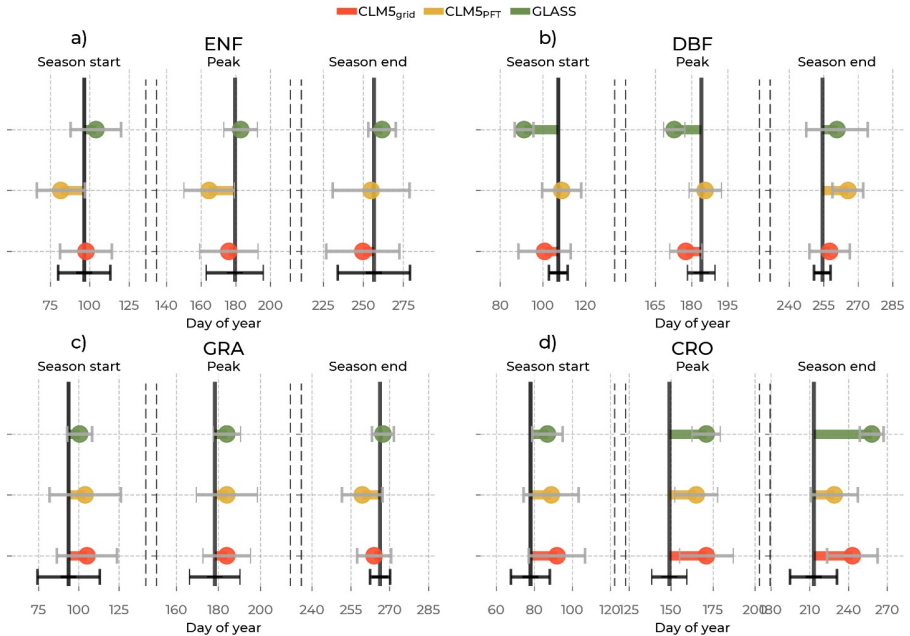 CLM5grid CLM5PFT GLASS
a) ENF b) DBF
Season start Peak Season end Season start Peak Season end
75 100 125 140 160 180 200 225 250 275 80 100 120 165 180 195 240 255 270 285
Day of year Day of year
c) GRA d) CRO
Season start Peak Season end Season start Peak Season end
75 100 125 160 180 200 240 255 270 285 60 80 100 120 125 150 175 200 180 210 240 270
Day of year Day of year